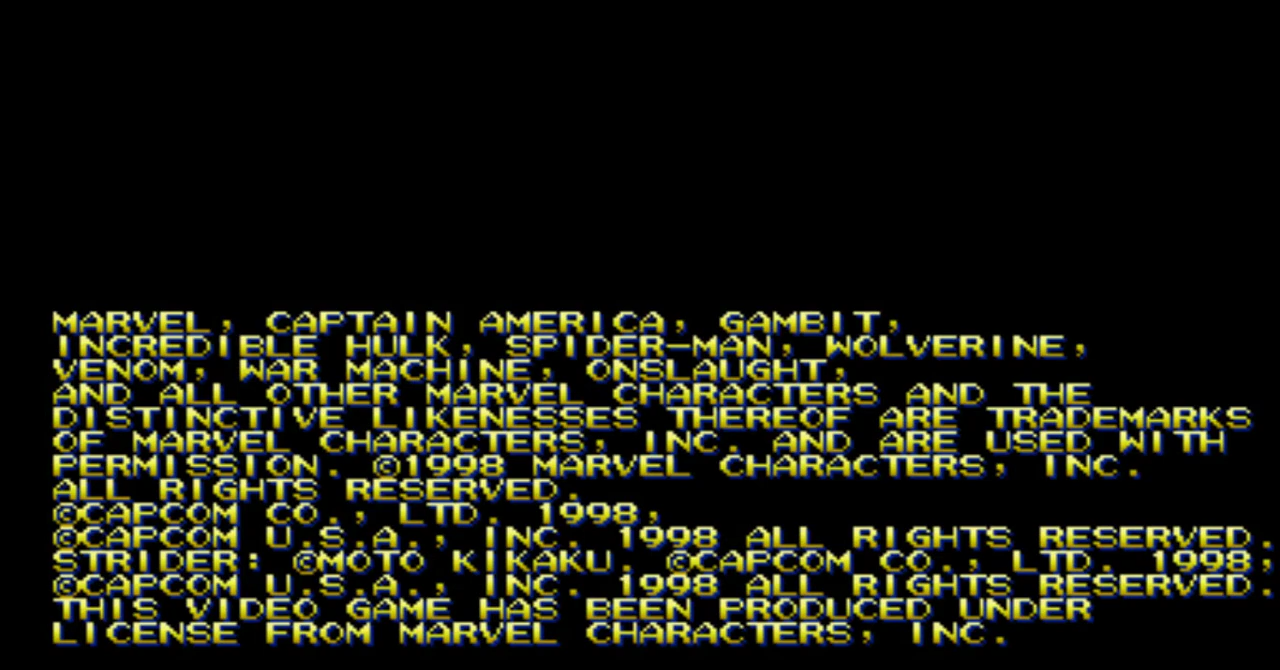 MARVEL, CAPTAIN AMERICA, GAMBIT,
INCREDIBLE HULK, SPIDER-MAN, WOLVERINE,
VENOM, WAR MACHINE, ONSLAUGHT,
AND ALL OTHER MARVEL CHARACTERS AND THE
DISTINCTIVE LIKENESSES THEREOF ARE TRADEMARKS
OF MARVEL CHARACTERS, INC. AND ARE USED WITH
PERMISSION. ©1998 MARVEL CHARACTERS, INC.
ALL RIGHTS RESERVED.
©CAPCOM CO., LTD. 1998,
©CAPCOM U.S.A., INC. 1998 ALL RIGHTS RESERVED.
STRIDER: ©MOTO KIKAKU. ©CAPCOM CO., LTD. 1998,
©CAPCOM U.S.A., INC. 1998 ALL RIGHTS RESERVED.
THIS VIDEO GAME HAS BEEN PRODUCED UNDER
LICENSE FROM MARVEL CHARACTERS, INC.